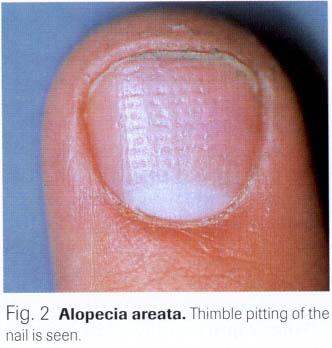 Fig. 2 Alopecia areata. Thimble pitting of the
nail is seen.